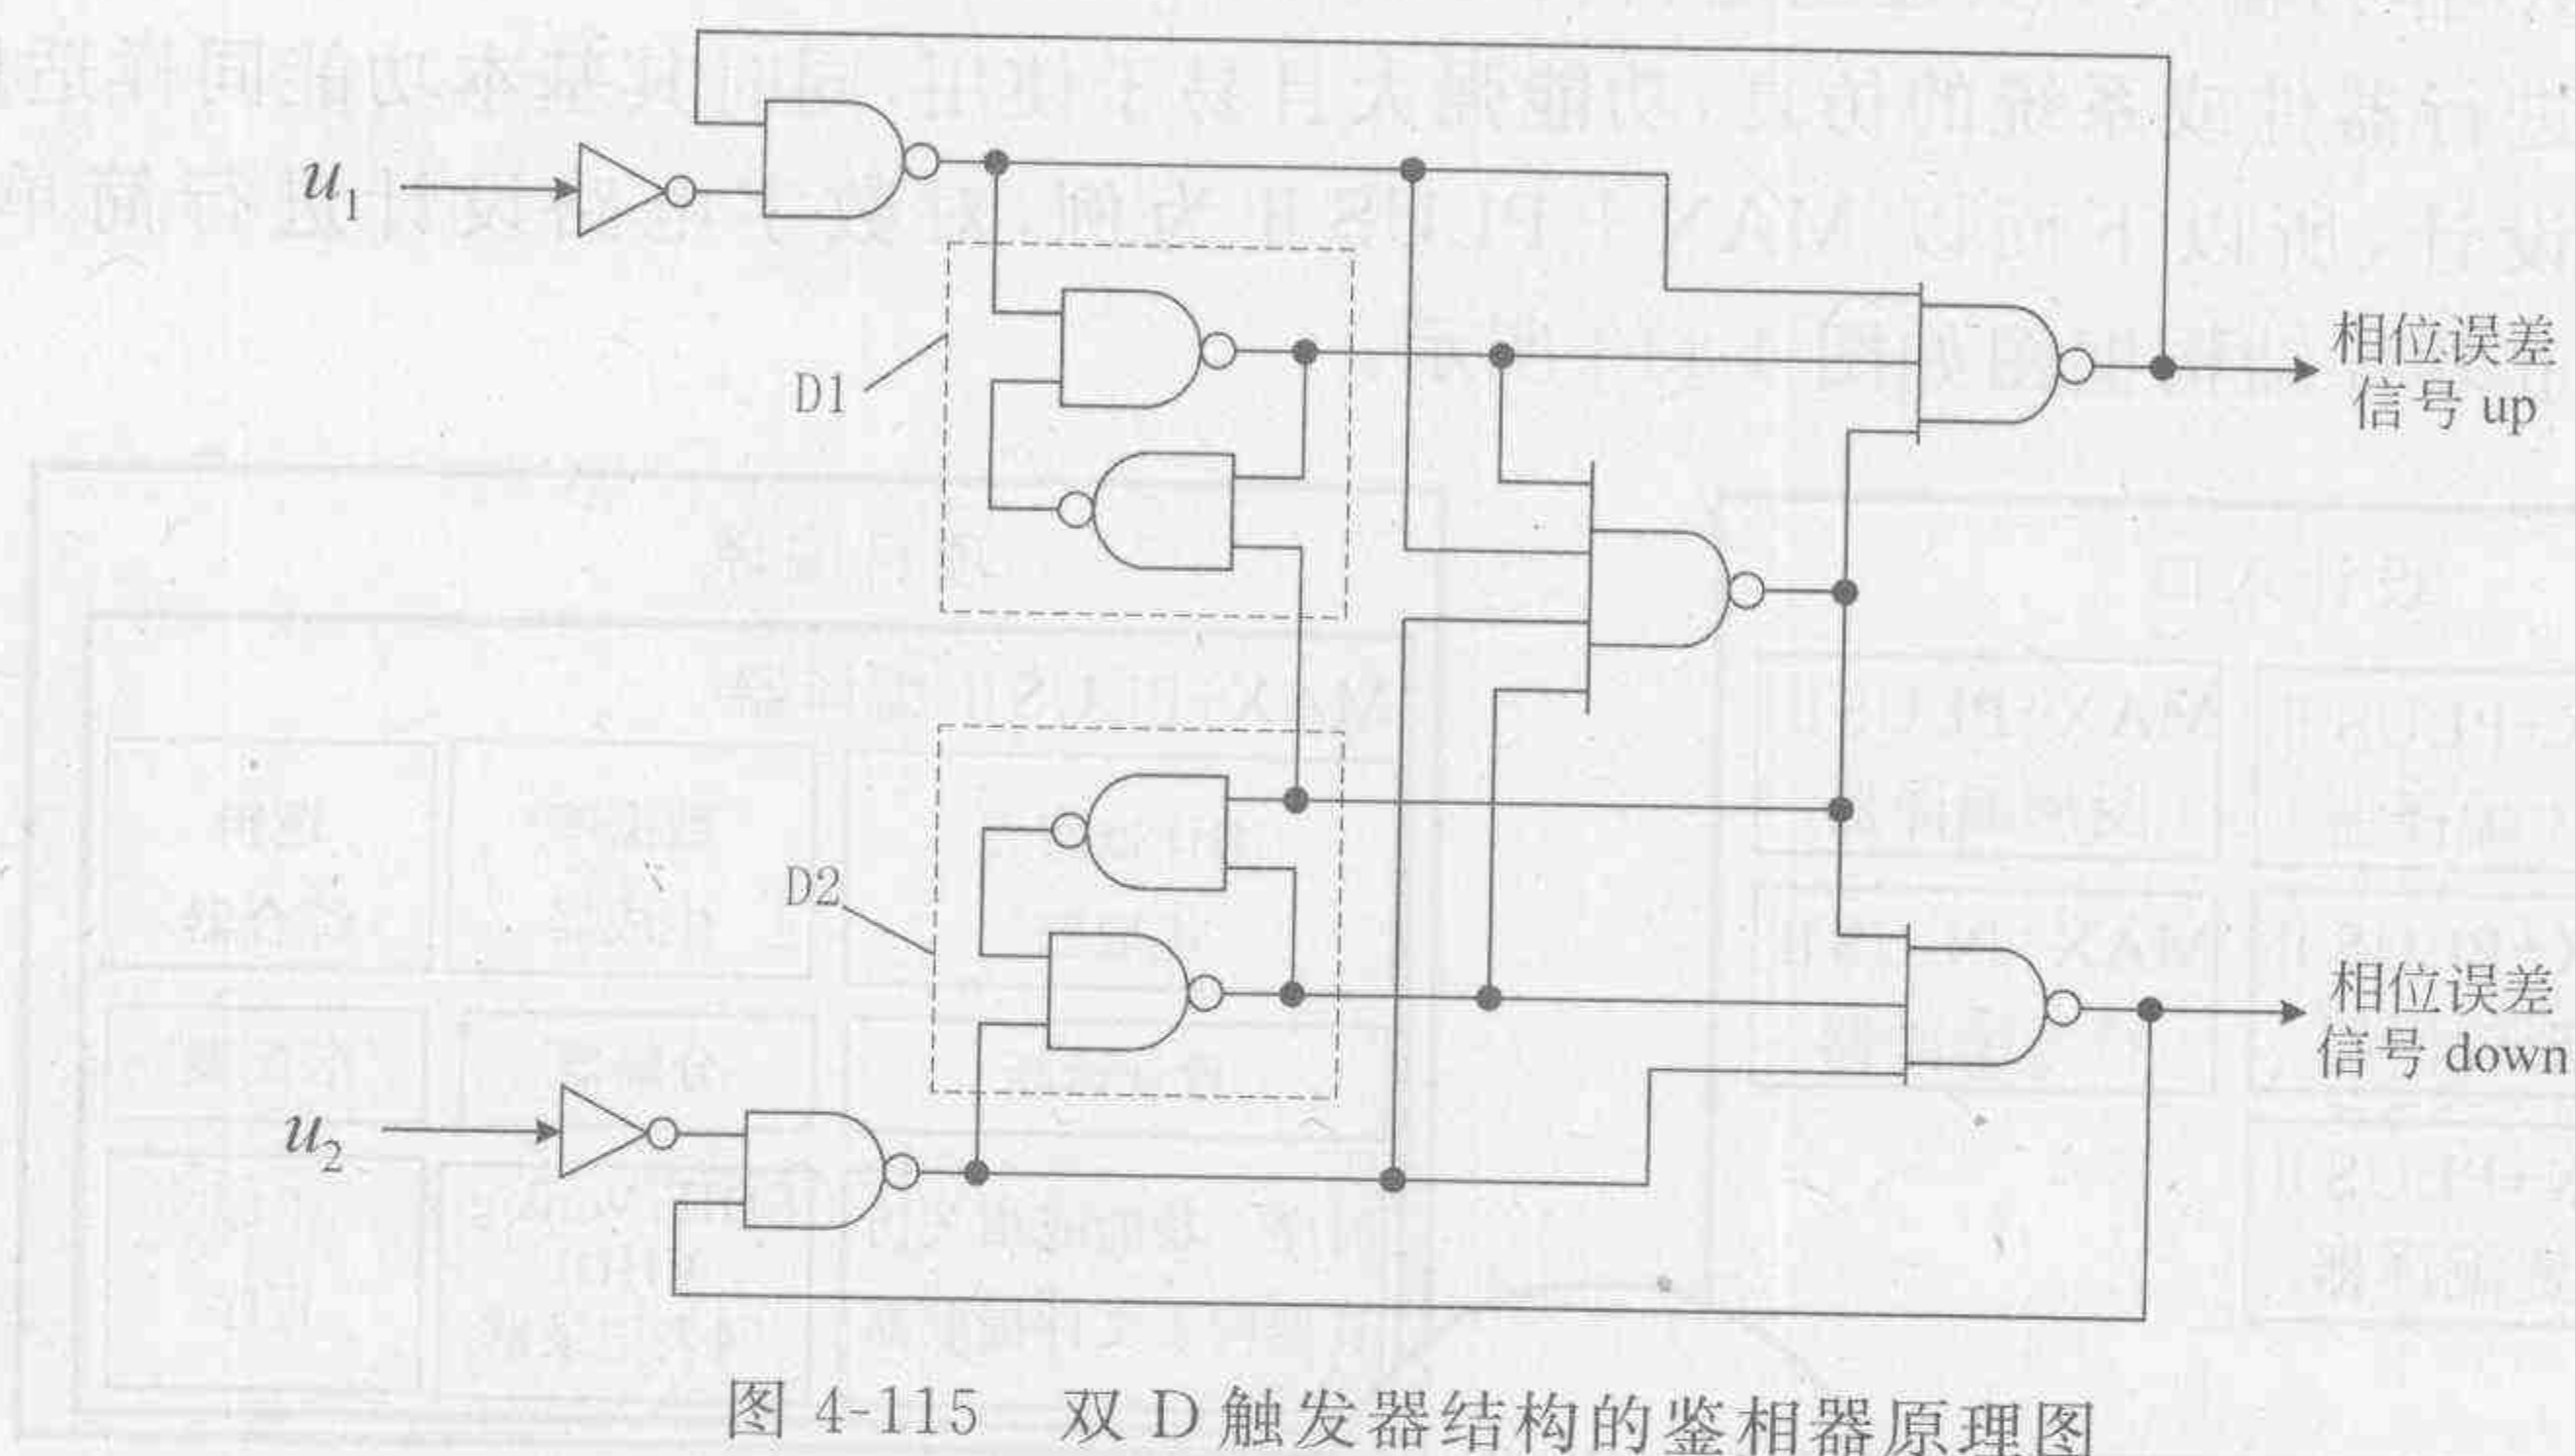 u₁
D1
相位误差
信号 up
D2
相位误差
信号 down
u₂
图 4-115 双 D 触发器结构的鉴相器原理图